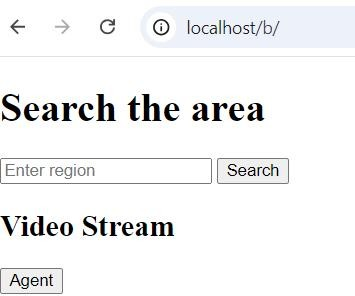 localhost/b/
Search the area
Enter region Search
Video Stream
Agent